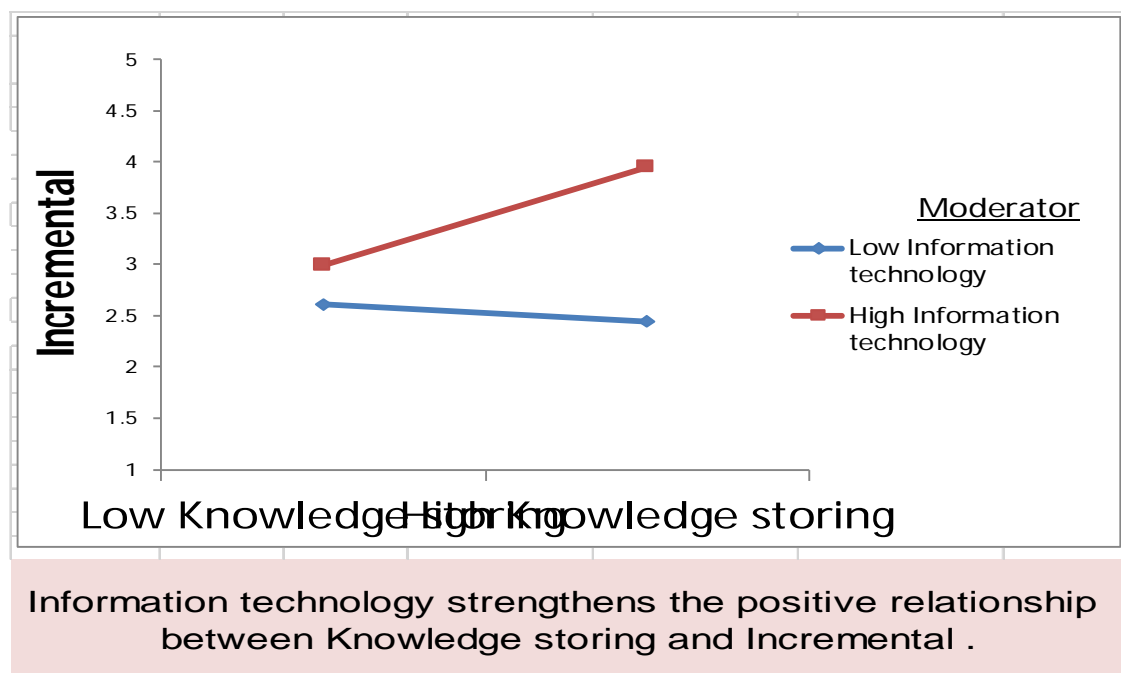 5
4.5
4
3.5
3
2.5
2
1.5
1
Incremental
Low Knowledge storing
High Knowledge storing
Moderator
Low Information
technology
High Information
technology
Information technology strengthens the positive relationship
between Knowledge storing and Incremental .